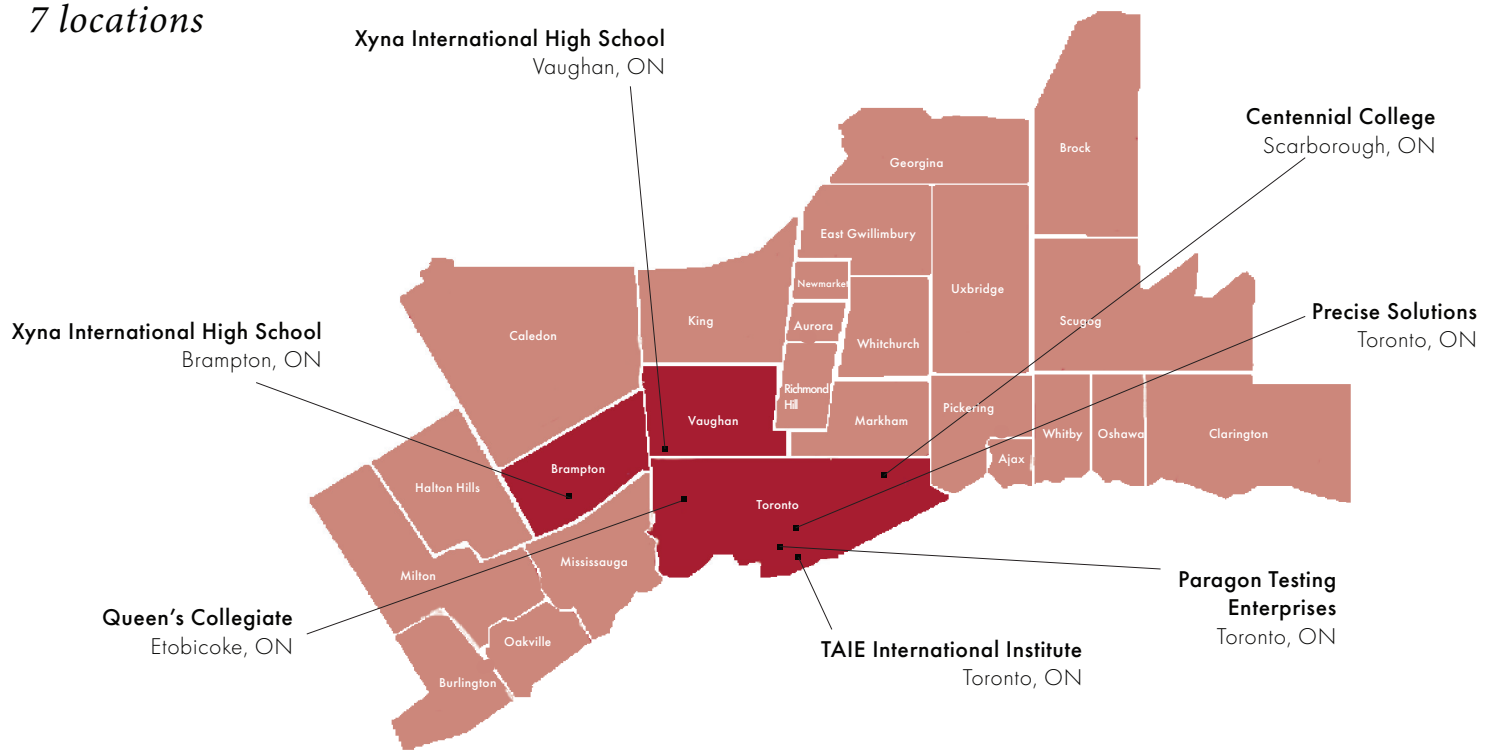 7 locations
Xyna International High School
Vaughan, ON
Centennial College
Scarborough, ON
Xyna International High School
Brampton, ON
Precise Solutions
Toronto, ON
Queen's Collegiate
Etobicoke, ON
TAIE International Institute
Toronto, ON
Paragon Testing
Enterprises
Toronto, ON
Brock
Georgina
East Gwillimbury
Newmarket
Uxbridge
Scugog
King
Caledon
Aurora
Whitchurch
Richmond
Hill
Markham
Pickering
Whitby
Oshawa
Clarington
Ajax
Vaughan
Brampton
Halton Hills
Toronto
Mississauga
Milton
Oakville
Burlington